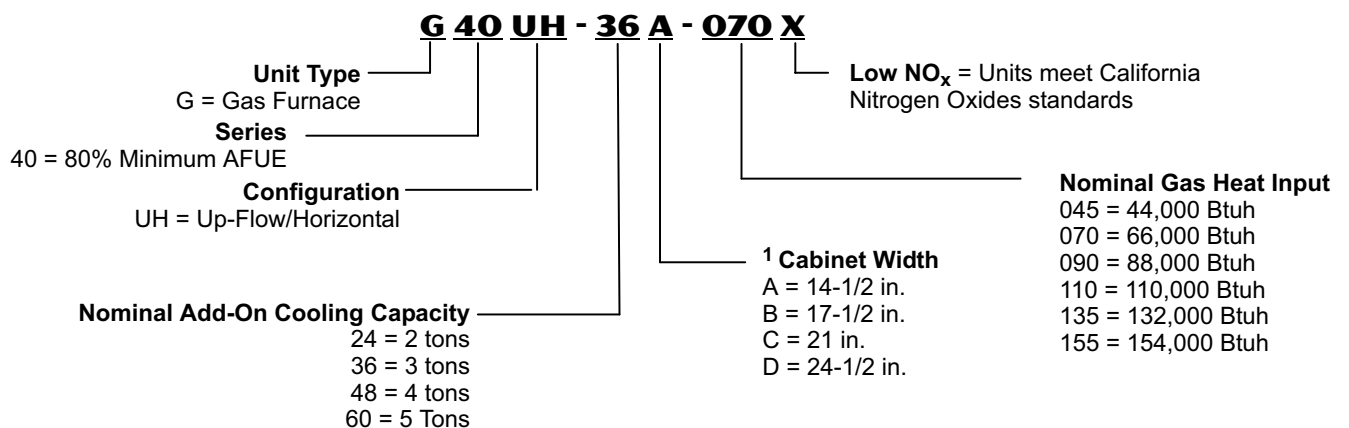 G 40 UH - 36 A - 070 X
Unit Type
G = Gas Furnace
Series
40 = 80% Minimum AFUE
Configuration
UH = Up-Flow/Horizontal
Nominal Add-On Cooling Capacity
24 = 2 tons
36 = 3 tons
48 = 4 tons
60 = 5 Tons
Low NOx = Units meet California
Nitrogen Oxides standards
Nominal Gas Heat Input
045 = 44,000 Btuh
070 = 66,000 Btuh
090 = 88,000 Btuh
110 = 110,000 Btuh
135 = 132,000 Btuh
155 = 154,000 Btuh
1 Cabinet Width
A = 14-1/2 in.
B = 17-1/2 in.
C = 21 in.
D = 24-1/2 in.